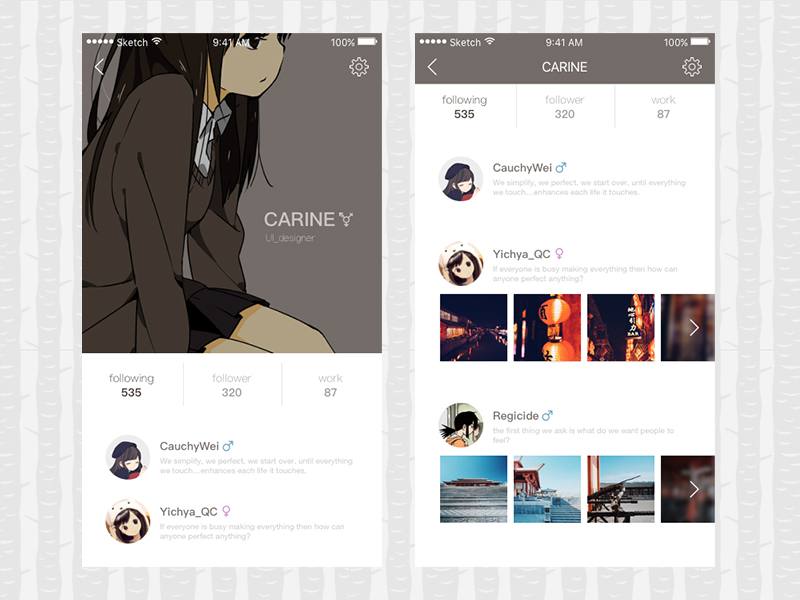 Sketch 9:41 AM 100%
CARINE
UI_designer
following follower work
535 320 87
CauchyWei
We simplify, we perfect, we start over, until everything
we touch...enhances each life it touches.
Yichya_QC
If everyone is busy making everything then how can
anyone perfect anything?
Sketch 9:41 AM 100%
CARINE
following follower work
535 320 87
CauchyWei
We simplify, we perfect, we start over, until everything
we touch...enhances each life it touches.
Yichya_QC
If everyone is busy making everything then how can
anyone perfect anything?
Regicide
the first thing we ask is what do we want people to
feel?